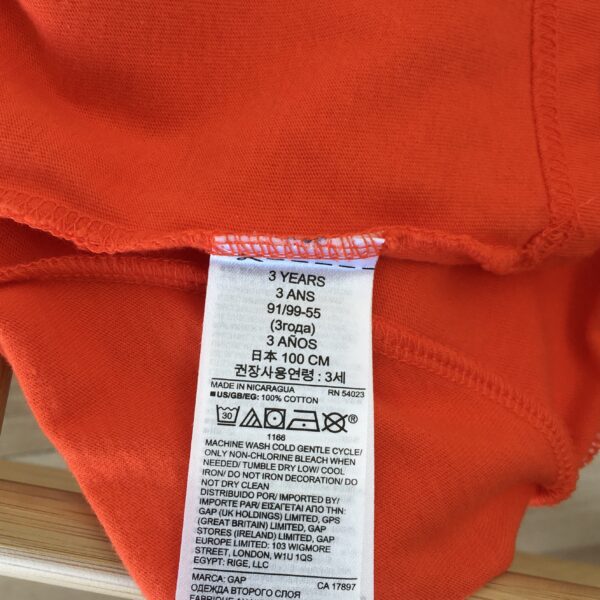 3 YEARS
3 ANS
91/99-55
(3года)
3 AÑOS
日本 100 CM
권장사용연령 : 3세
MADE IN NICARAGUA RN 54023
■ US/GB/EG: 100% COTTON
30 ®
1166
MACHINE WASH COLD GENTLE CYCLE/
ONLY NON-CHLORINE BLEACH WHEN
NEEDED/ TUMBLE DRY LOW/ COOL
IRON/ DO NOT IRON DECORATION/ DO
NOT DRY CLEAN
DISTRIBUIDO POR/ IMPORTED BY/
IMPORTE PAR/ ΕΙΣΑΓΕΤΑΙ ΑΠΟ ΤΗΝ/
GAP (UK HOLDINGS) LIMITED, GPS
(GREAT BRITAIN) LIMITED, GAP
STORES (IRELAND) LIMITED, GAP
EUROPE LIMITED: 103 WIGMORE
STREET, LONDON, W1U 1QS
EGYPT: RIGE, LLC
MARCA: GAP CA 17897
ОДЕЖДА ВТОРОГО СЛОЯ